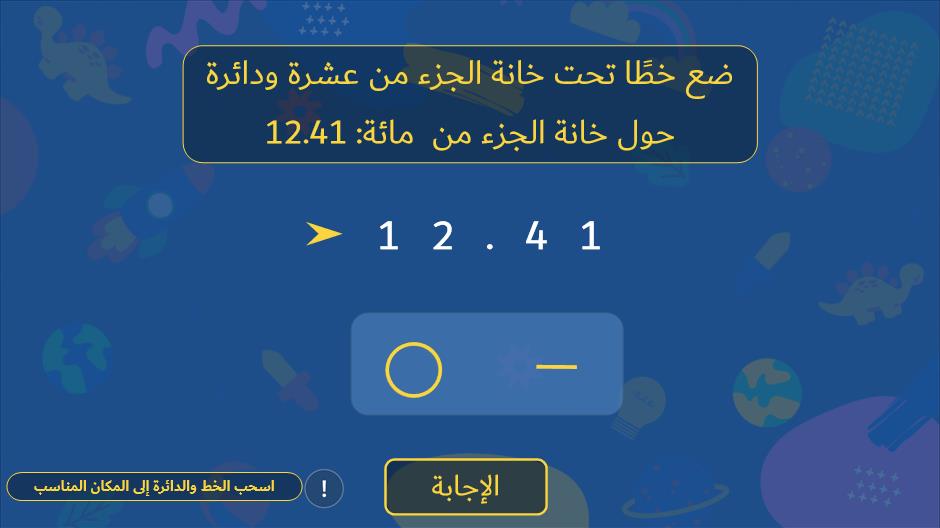 ضع خطًا تحت خانة الجزء من عشرة ودائرة
حول خانة الجزء من مائة: 12.41
1 2 . 4 1
الإجابة
!
اسحب الخط والدائرة إلى المكان المناسب